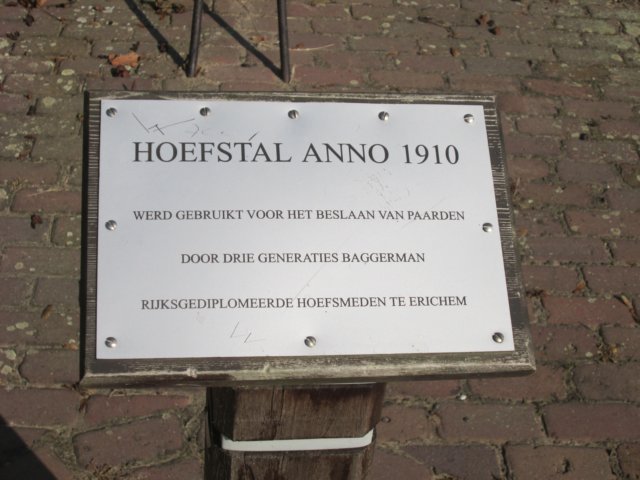 HOEFSTAL ANNO 1910
WERD GEBRUIKT VOOR HET BESLAAN VAN PAARDEN
DOOR DRIE GENERATIES BAGGERMAN
RIJKSGEDIPLOMEERDE HOEFSMEDEN TE ERICHEM